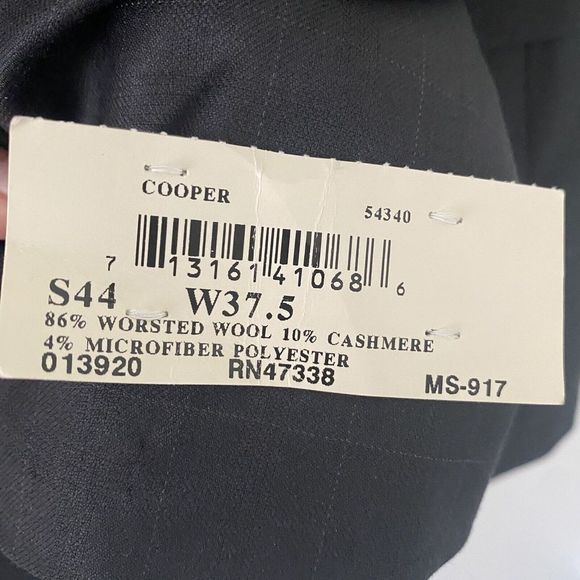 COOPER 54340
7 13161 41068 6
S44 W37.5
86% WORSTED WOOL 10% CASHMERE
4% MICROFIBER POLYESTER
013920 RN47338 MS-917